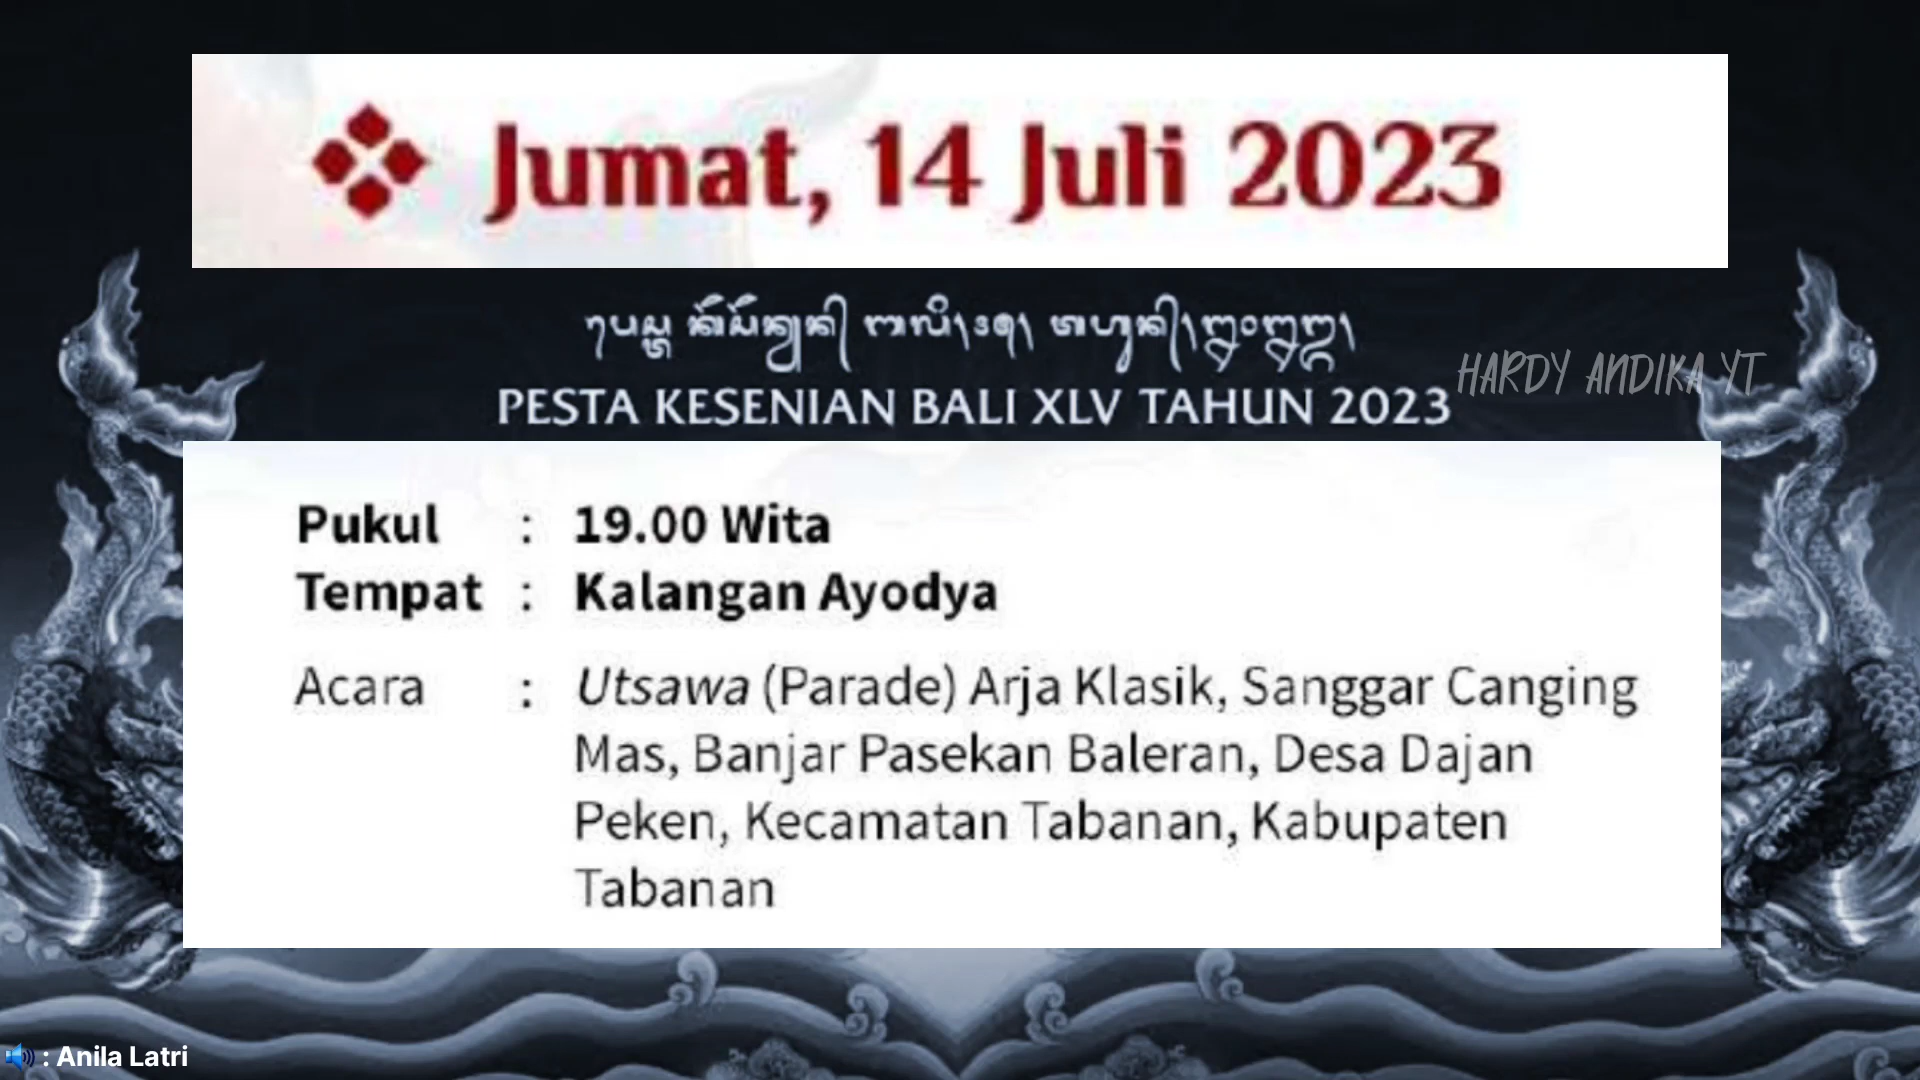 Jumat, 14 Juli 2023
PESTA KESENIAN BALI XLV TAHUN 2023
HARDY ANDIKA YT
Pukul : 19.00 Wita
Tempat : Kalangan Ayodya
Acara : Utsawa (Parade) Arja Klasik, Sanggar Canging
Mas, Banjar Pasekan Baleran, Desa Dajan
Peken, Kecamatan Tabanan, Kabupaten
Tabanan
: Anila Latri